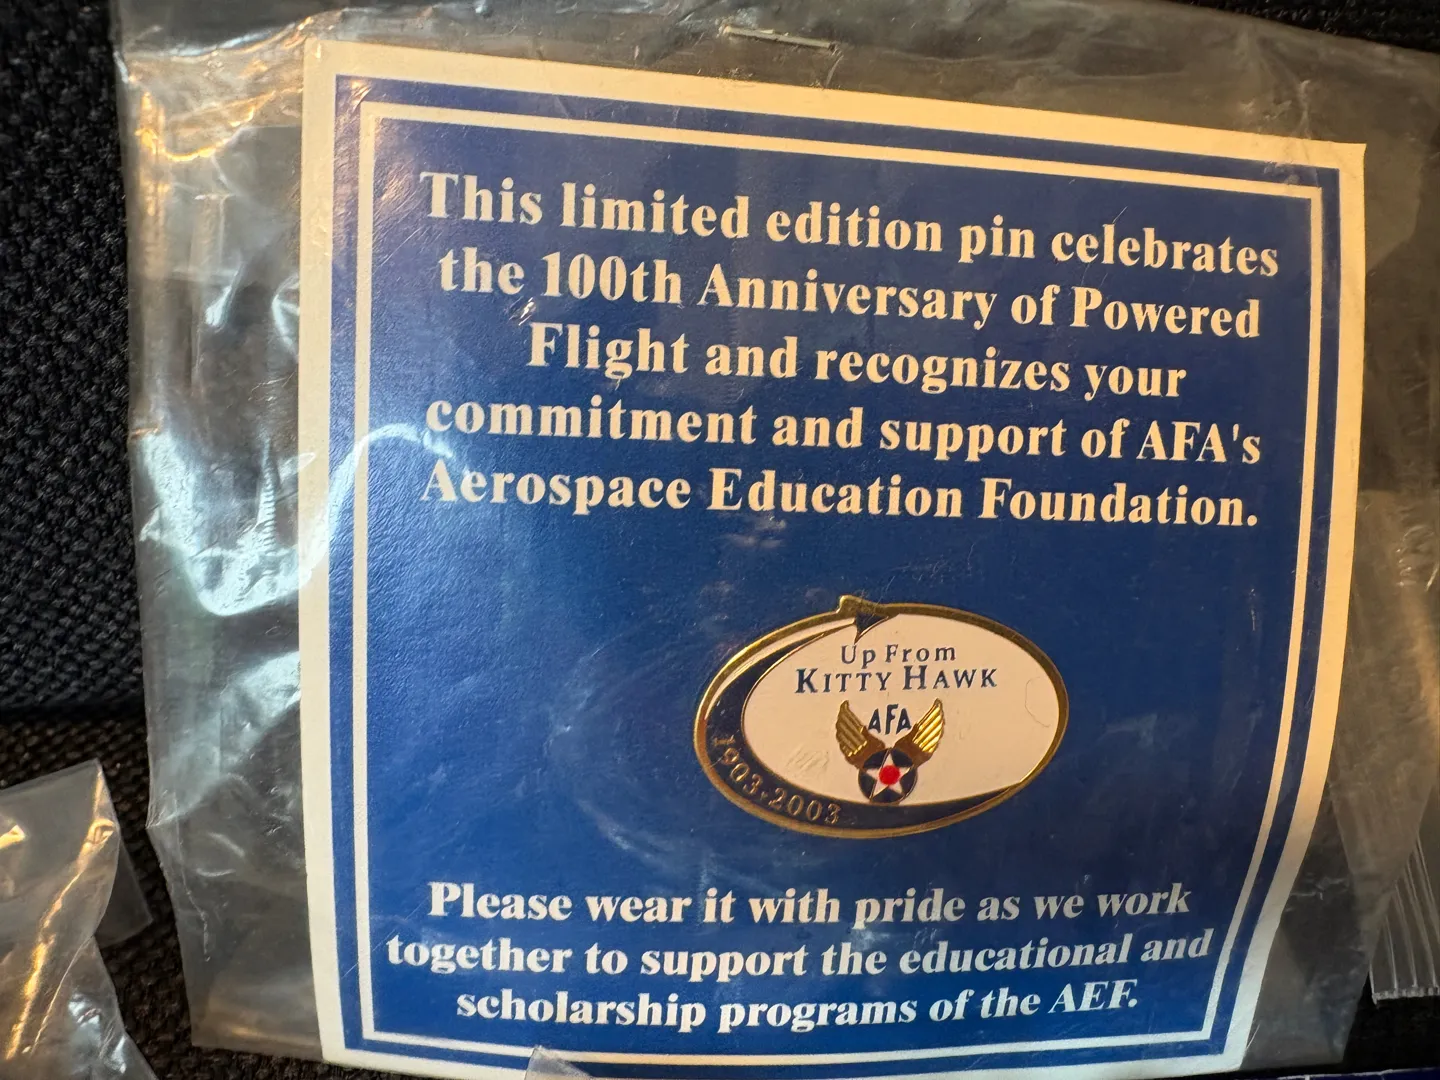 This limited edition pin celebrates
the 100th Anniversary of Powered
Flight and recognizes your
commitment and support of AFA's
Aerospace Education Foundation.
Up From
KITTY HAWK
AFA
1903-2003
Please wear it with pride as we work
together to support the educational and
scholarship programs of the AEF.